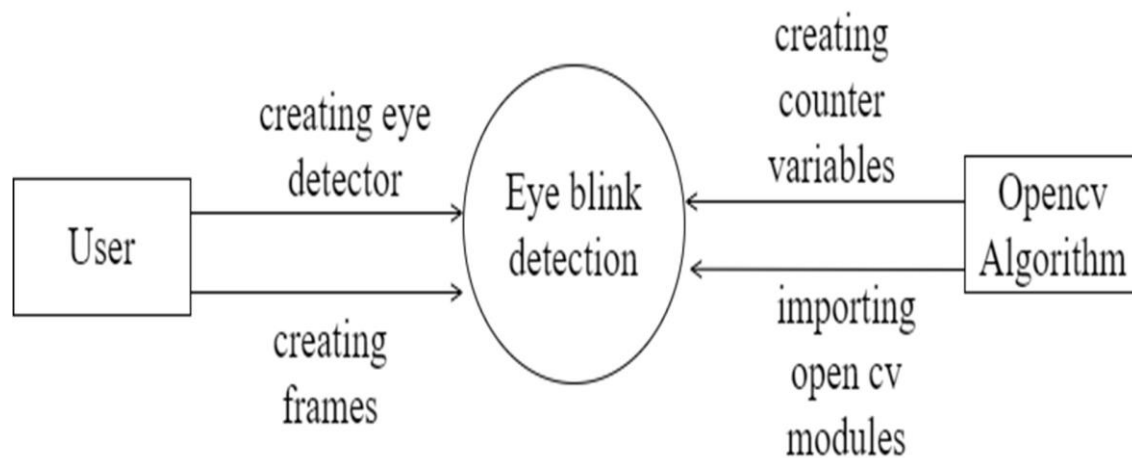 User
creating eye
detector
creating
frames
Eye blink
detection
creating
counter
variables
importing
open cv
modules
Opencv
Algorithm